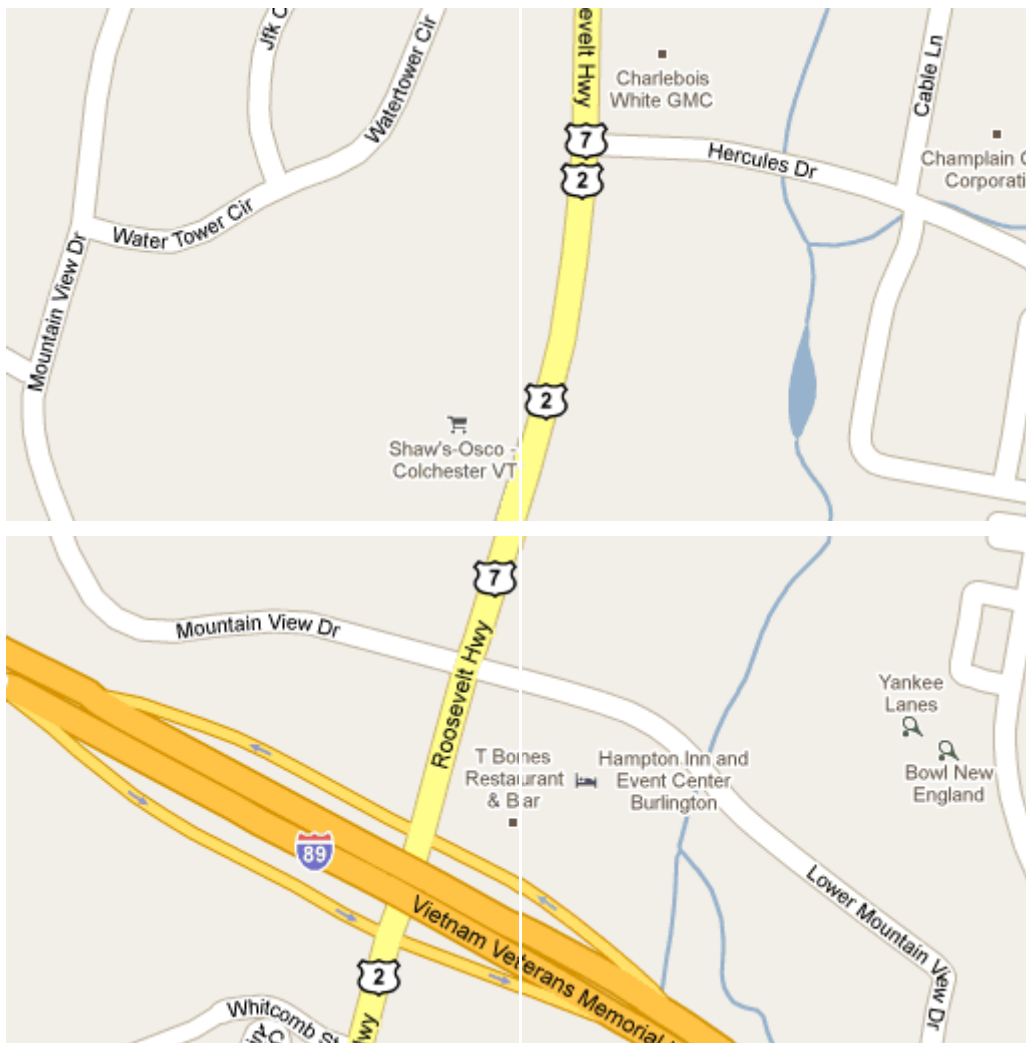 Jfk C
Watertower Cir
evelt Hwy
Charlebois
White GMC
Cable Ln
7
2
Hercules Dr
Champlain C
Corporati
Water Tower Cir
Mountain View Dr
2
Shaw's-Osco -
Colchester VT
7
Mountain View Dr
Roosevelt Hwy
Yankee
Lanes
Bowl New
England
T Bones
Restaurant
& Bar
Hampton Inn and
Event Center
Burlington
89
Vietnam Veterans Memorial
Lower Mountain View Dr
2
Whitcomb St
Hwy